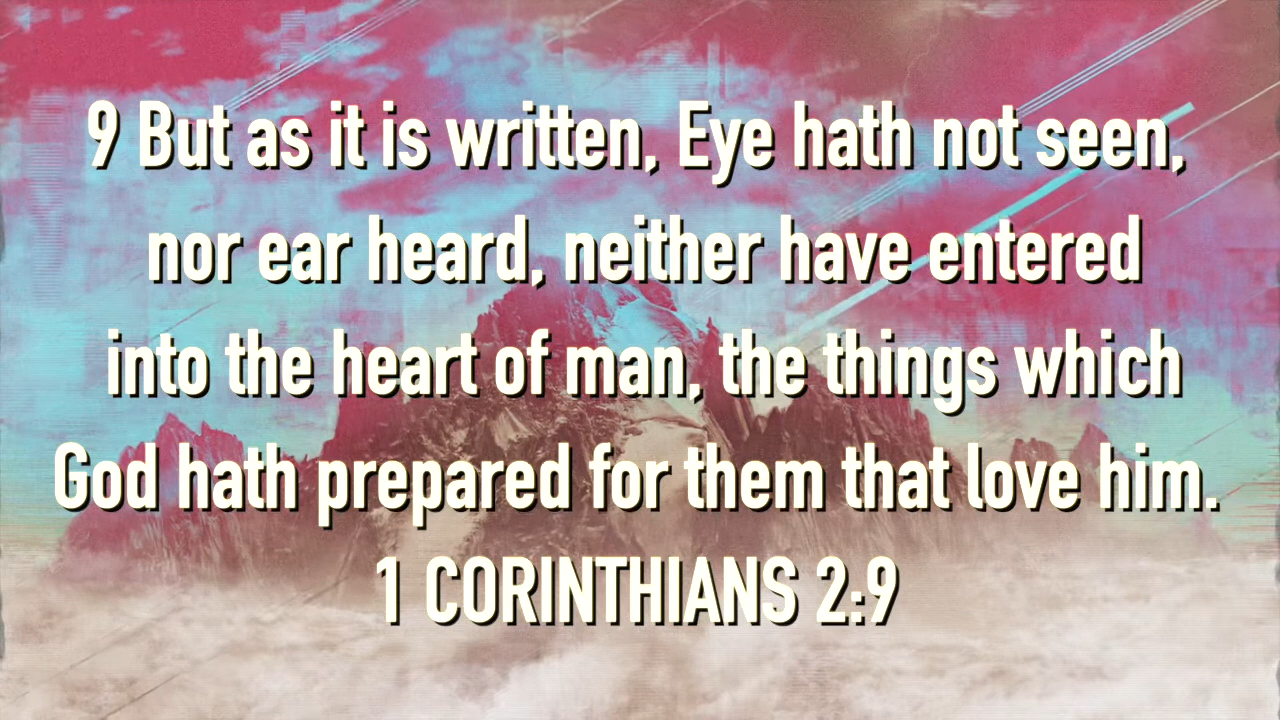 9 But as it is written, Eye hath not seen,
nor ear heard, neither have entered
into the heart of man, the things which
God hath prepared for them that love him.
1 CORINTHIANS 2:9